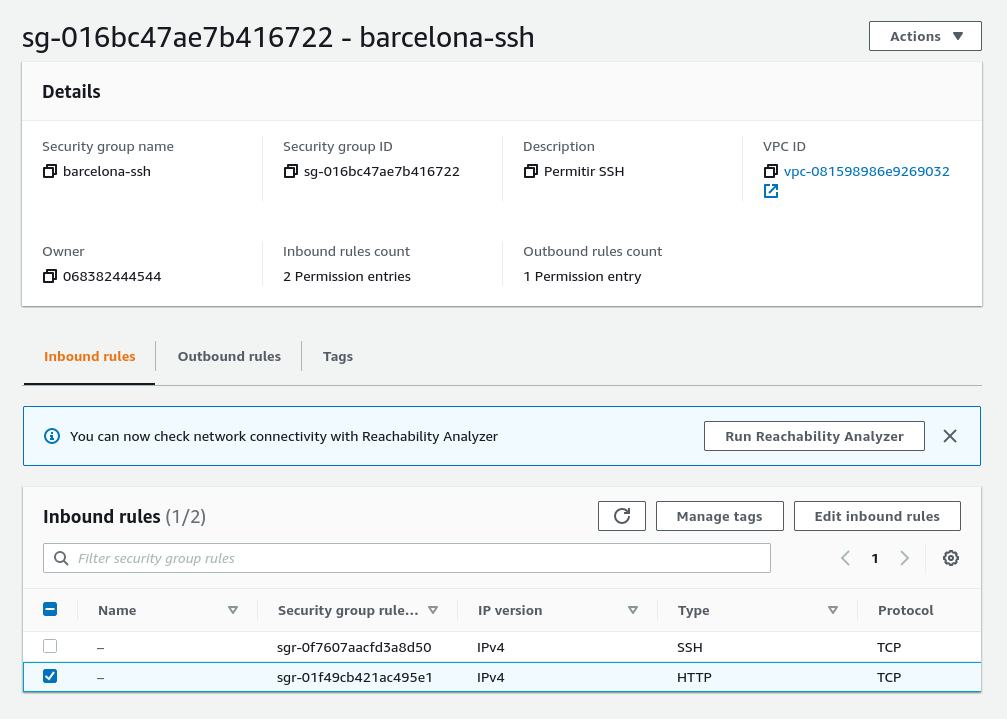 sg-016bc47ae7b416722 - barcelona-ssh
Actions
Details
Security group name
barcelona-ssh
Security group ID
sg-016bc47ae7b416722
Description
Permitir SSH
VPC ID
vpc-081598986e9269032
Owner
068382444544
Inbound rules count
2 Permission entries
Outbound rules count
1 Permission entry
Inbound rules
Outbound rules
Tags
You can now check network connectivity with Reachability Analyzer
Run Reachability Analyzer
Inbound rules (1/2)
Manage tags
Edit inbound rules
Filter security group rules
1
Name Security group rule... IP version Type Protocol
– sgr-0f7607aacfd3a8d50 IPv4 SSH TCP
– sgr-01f49cb421ac495e1 IPv4 HTTP TCP